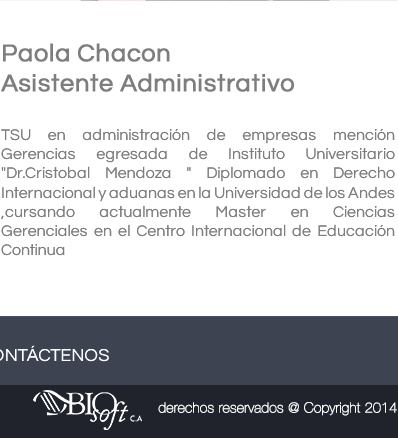 Paola Chacon
Asistente Administrativo
TSU en administración de empresas mención
Gerencias egresada de Instituto Universitario
"Dr.Cristobal Mendoza " Diplomado en Derecho
Internacional y aduanas en la Universidad de los Andes
,cursando actualmente Master en Ciencias
Gerenciales en el Centro Internacional de Educación
Continua
ONTÁCTENOS
BIOsoft C.A derechos reservados @ Copyright 2014